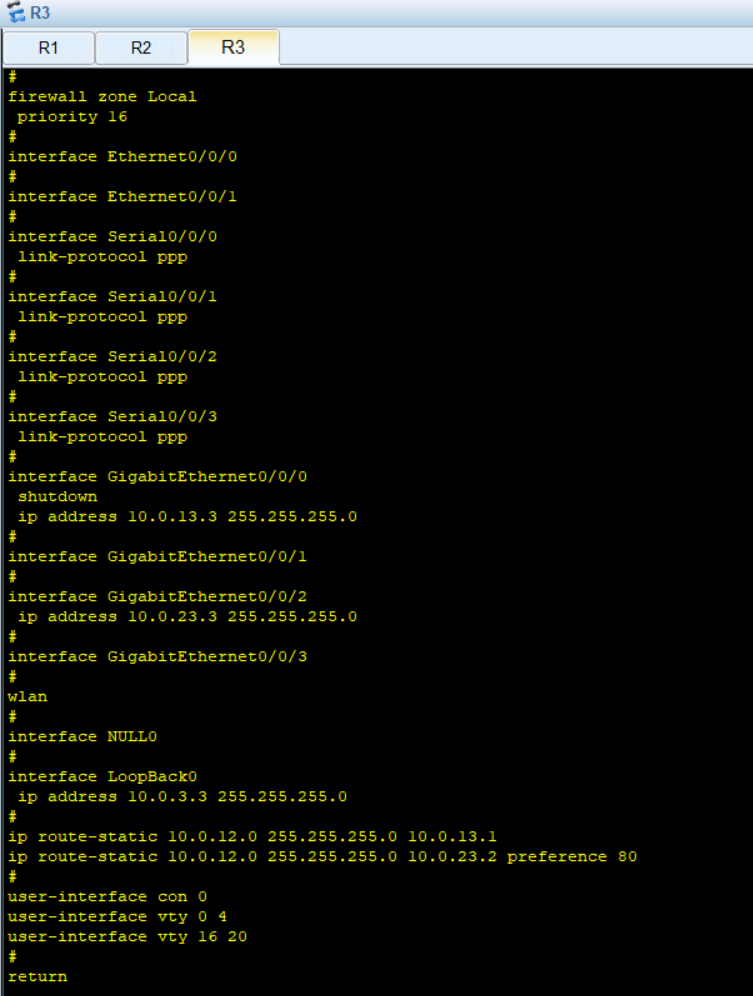 R3
R1 R2 R3
#
firewall zone Local
 priority 16
#
interface Ethernet0/0/0
#
interface Ethernet0/0/1
#
interface Serial0/0/0
 link-protocol ppp
#
interface Serial0/0/1
 link-protocol ppp
#
interface Serial0/0/2
 link-protocol ppp
#
interface Serial0/0/3
 link-protocol ppp
#
interface GigabitEthernet0/0/0
 shutdown
 ip address 10.0.13.3 255.255.255.0
#
interface GigabitEthernet0/0/1
#
interface GigabitEthernet0/0/2
 ip address 10.0.23.3 255.255.255.0
#
interface GigabitEthernet0/0/3
#
wlan
#
interface NULL0
#
interface LoopBack0
 ip address 10.0.3.3 255.255.255.0
#
ip route-static 10.0.12.0 255.255.255.0 10.0.13.1
ip route-static 10.0.12.0 255.255.255.0 10.0.23.2 preference 80
#
user-interface con 0
user-interface vty 0 4
user-interface vty 16 20
#
return